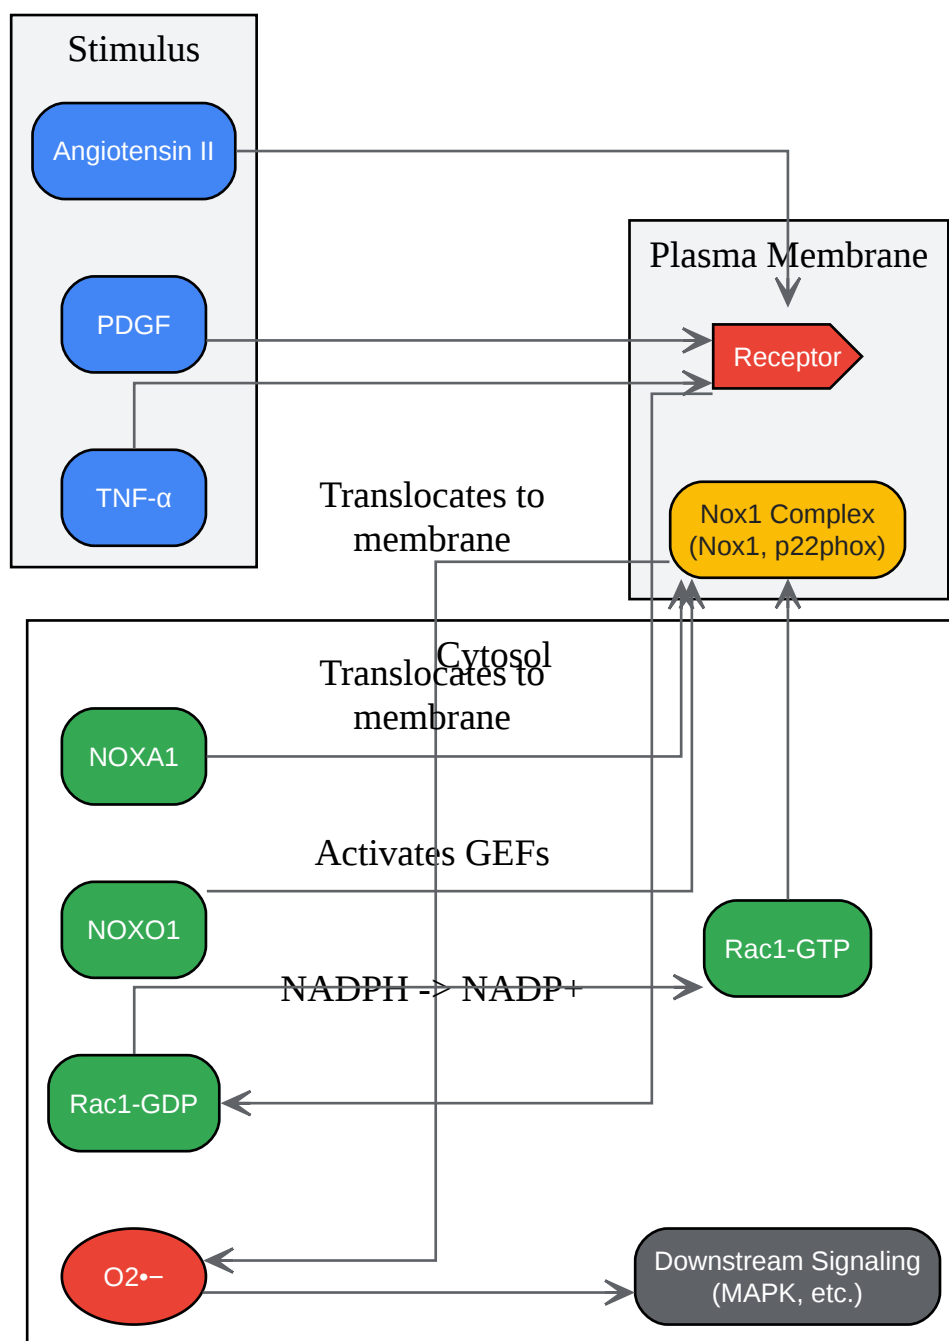 Stimulus
Angiotensin II
Plasma Membrane
PDGF
Receptor
TNF-α
Translocates to
membrane
Nox1 Complex
(Nox1, p22phox)
Cytosol
Translocates to
membrane
NOXA1
Activates GEFs
NOXO1
Rac1-GTP
NADPH -> NADP+
Rac1-GDP
O2•−
Downstream Signaling
(MAPK, etc.)